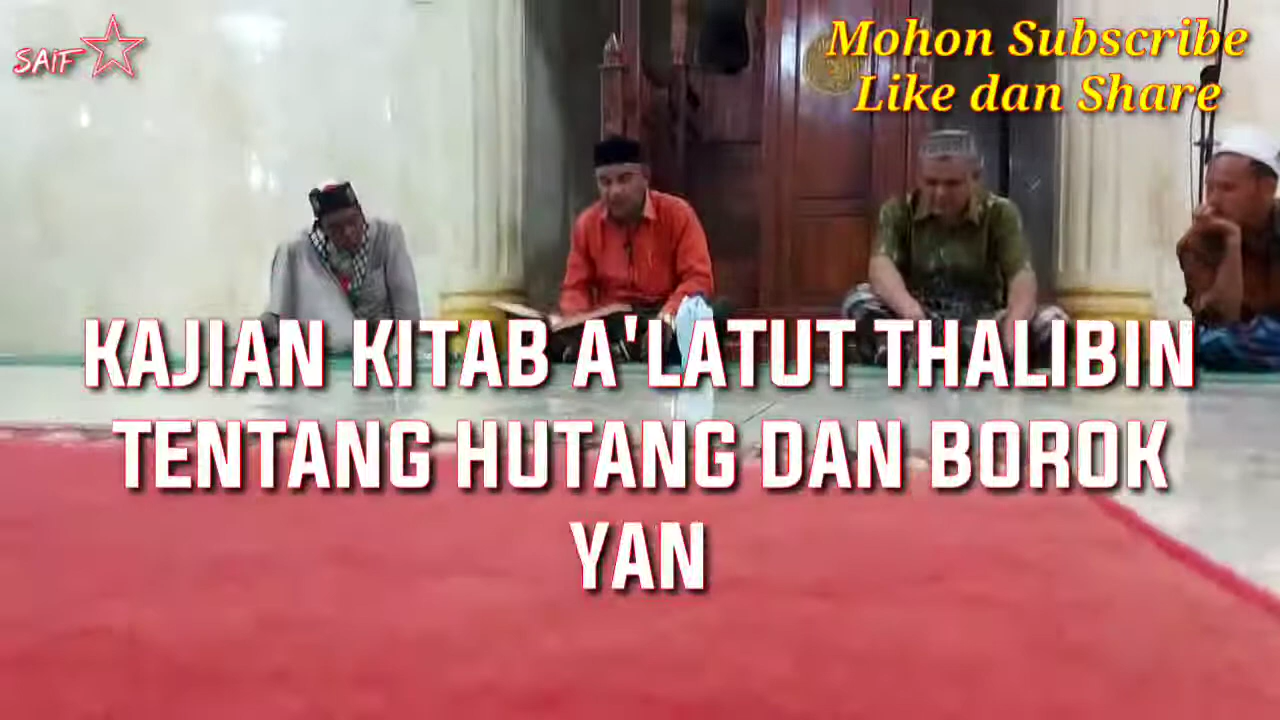 SAIF
Mohon Subscribe
Like dan Share
KAJIAN KITAB A'LATUT THALIBIN
TENTANG HUTANG DAN BOROK
YAN